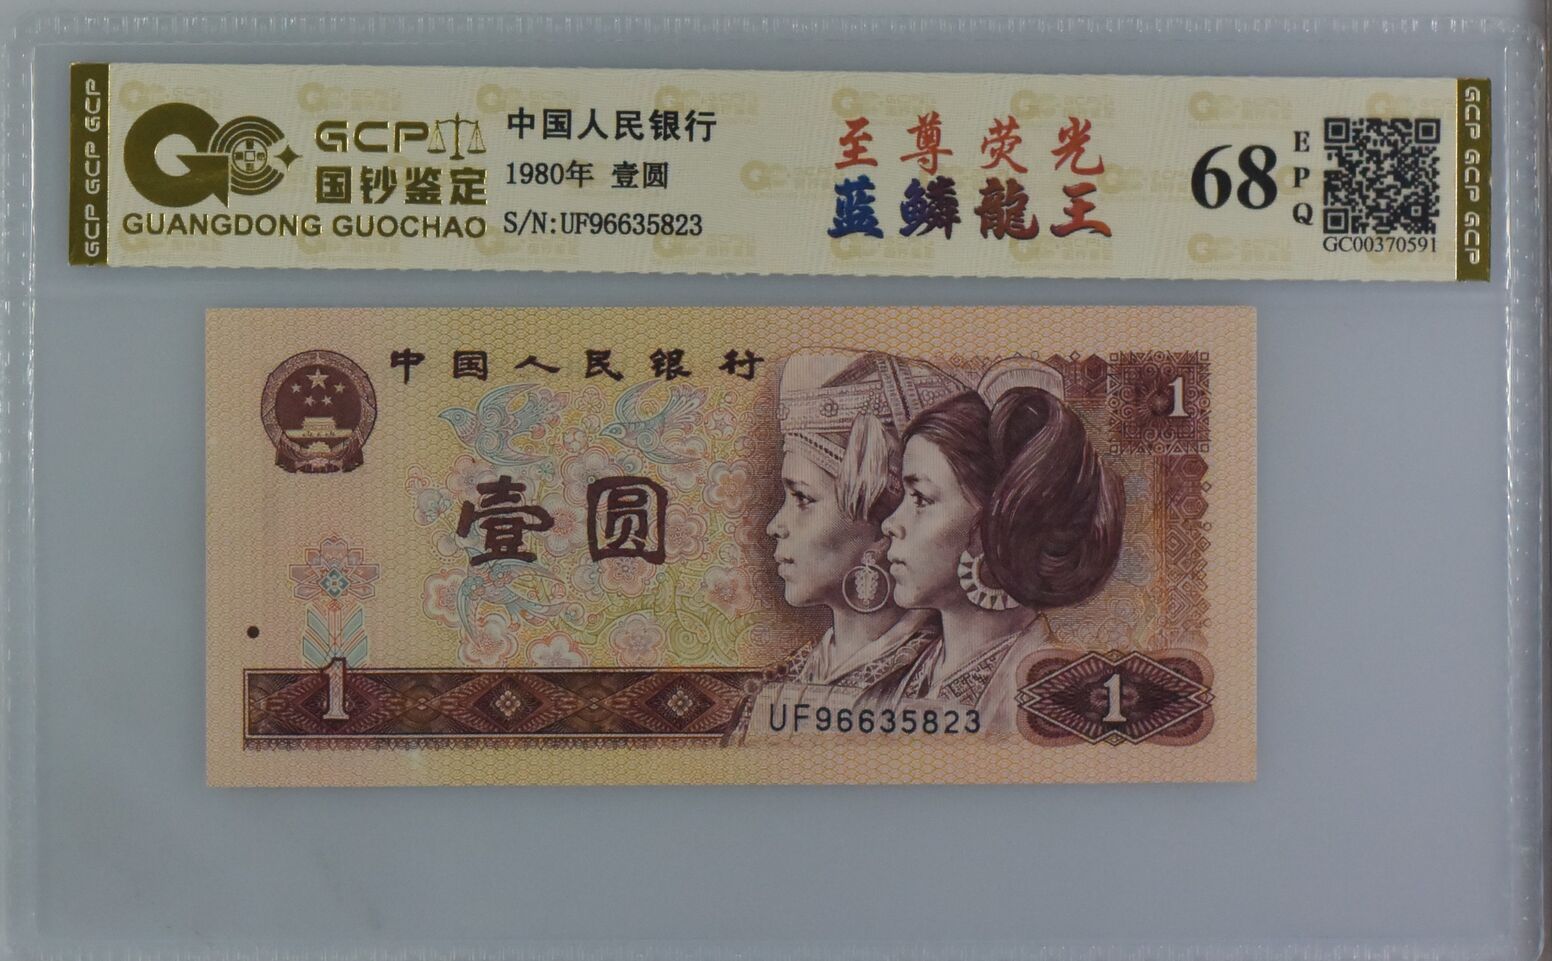 GCP GCP GCP
GCP
国钞鉴定
GUANGDONG GUOCHAO
中国人民银行
1980年 壹圆
S/N:UF96635823
至尊荧光
蓝鳞龍王
68
EPQ
GC00370591
GCP GCP GCP
中国人民银行
1
壹圆
1
UF96635823
1